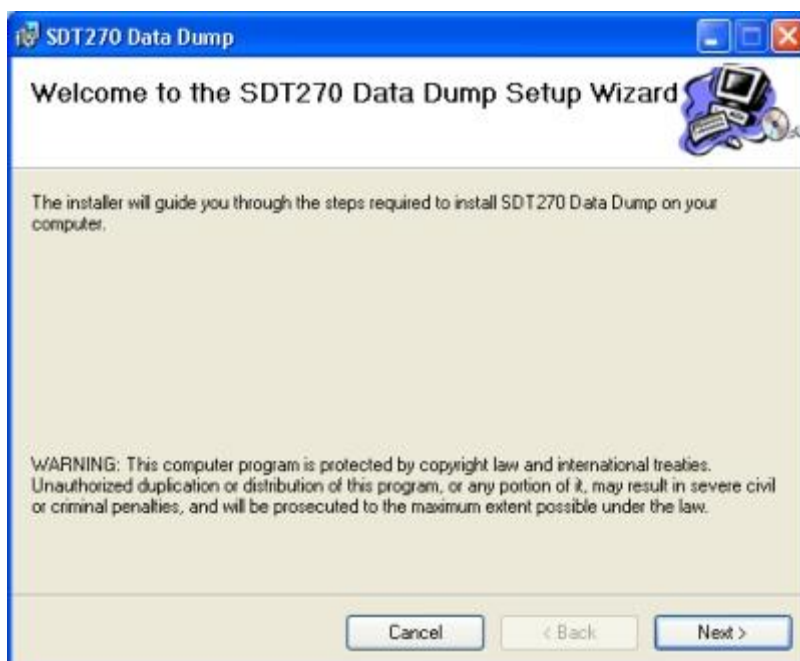 SDT270 Data Dump
Welcome to the SDT270 Data Dump Setup Wizard
The installer will guide you through the steps required to install SDT270 Data Dump on your
computer.
WARNING: This computer program is protected by copyright law and international treaties.
Unauthorized duplication or distribution of this program, or any portion of it, may result in severe civil
or criminal penalties, and will be prosecuted to the maximum extent possible under the law.
Cancel
< Back
Next >